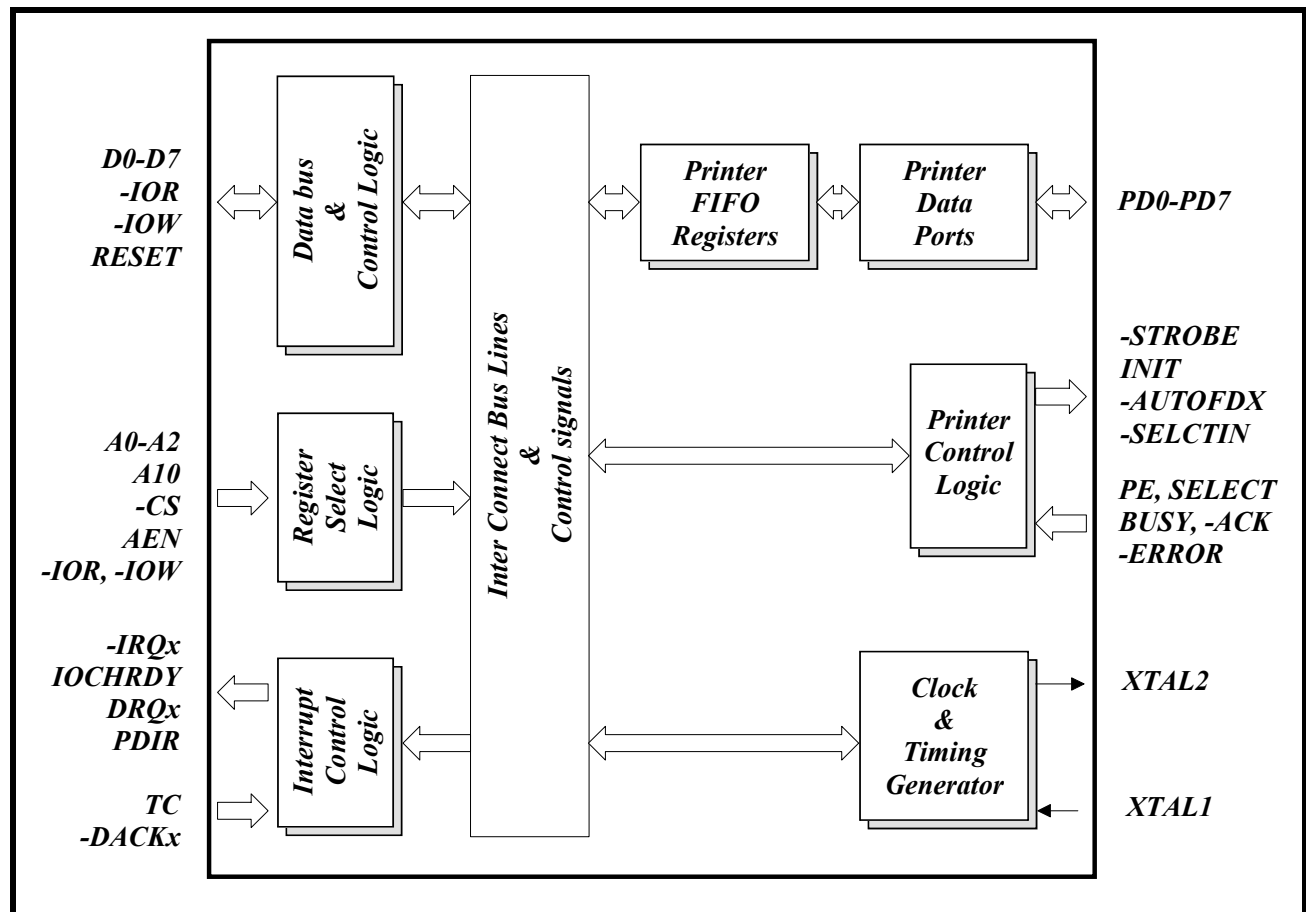 D0-D7
-IOR
-IOW
RESET
Data bus
&
Control Logic
A0-A2
A10
-CS
AEN
-IOR, -IOW
Register
Select
Logic
-IRQx
IOCHRDY
DRQx
PDIR
TC
-DACKx
Interrupt
Control
Logic
Inter Connect Bus Lines
&
Control signals
Printer
FIFO
Registers
Printer
Data
Ports
PD0-PD7
Printer
Control
Logic
-STROBE
INIT
-AUTOFDX
-SELCTIN
PE, SELECT
BUSY, -ACK
-ERROR
Clock
&
Timing
Generator
XTAL2
XTAL1